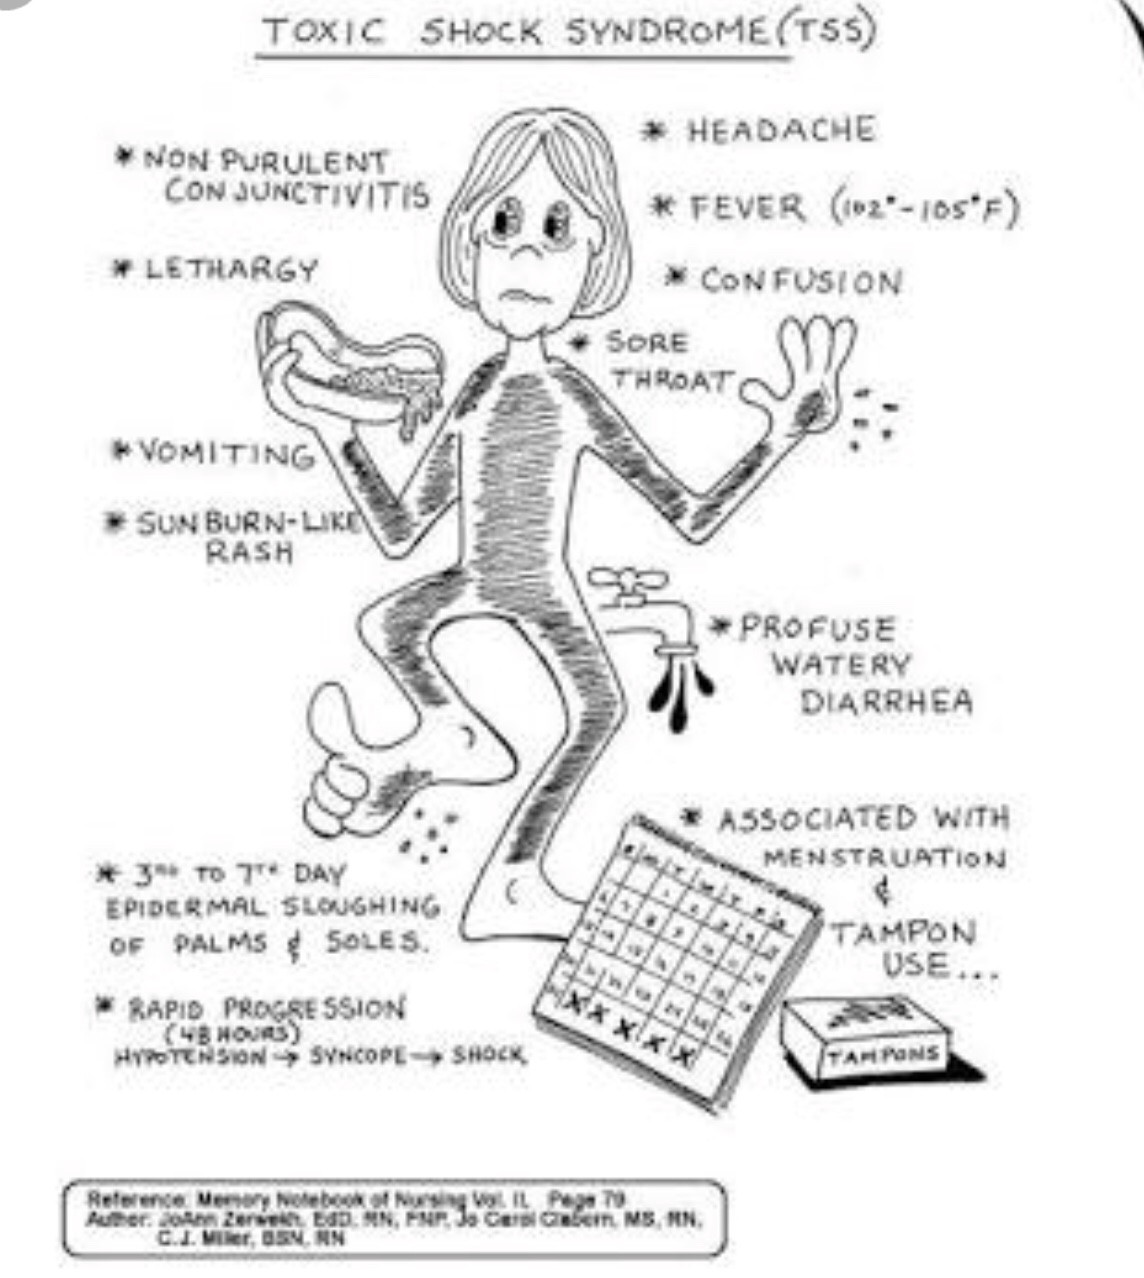 TOXIC SHOCK SYNDROME (TSS)
* NON PURULENT
CONJUNCTIVITIS
* LETHARGY
* VOMITING
* SUNBURN-LIKE
RASH
* HEADACHE
* FEVER (102°-105°F)
* CONFUSION
* SORE
THROAT
* PROFUSE
WATERY
DIARRHEA
* ASSOCIATED WITH
MENSTRUATION
&
TAMPON
USE...
TAMPONS
* 3RD TO 7TH DAY
EPIDERMAL SLOUGHING
OF PALMS & SOLES.
* RAPID PROGRESSION
(48 HOURS)
HYPOTENSION → SYNCOPE → SHOCK
Reference: Memory Notebook of Nursing Vol. II, Page 79
Author: JoAnn Zerwekh, EdD, RN, FNP, Jo Carol Claborn, MS, RN,
C.J. Miller, BSN, RN